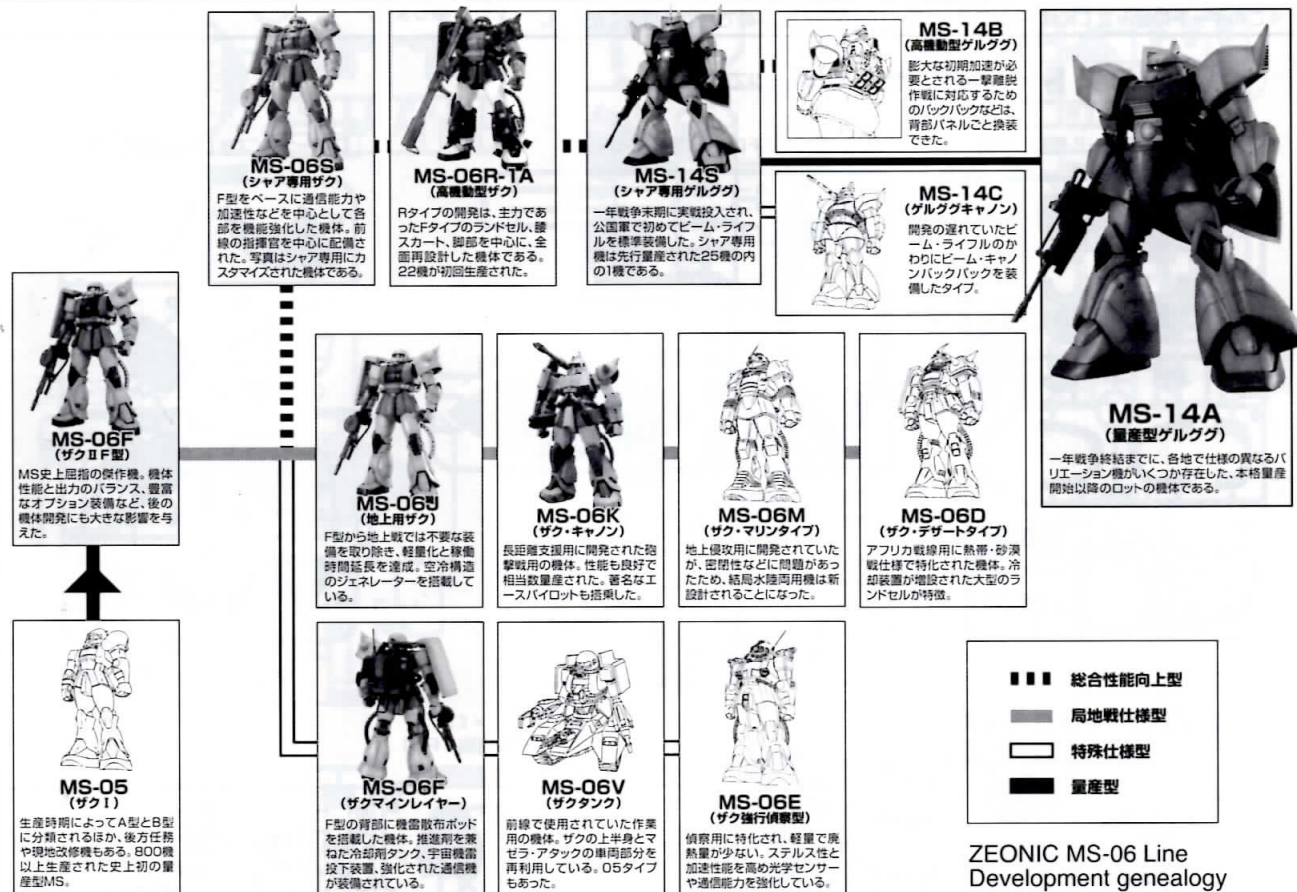 MS-06S
(シャア専用ザク)
F型をベースに通信能力や
加速性などを中心として各
部を機能強化した機体。前
線の指揮官を中心に配備さ
れた。写真はシャア専用にカ
スタマイズされた機体である。
MS-06R-1A
(高機動型ザク)
Rタイプの開発は、主力であ
ったFタイプのランドセル、腰
スカート、脚部を中心に、全
面再設計した機体である。
22機が初回生産された。
MS-14S
(シャア専用ゲルググ)
一年戦争末期に実戦投入され、
公国軍で初めてビーム・ライフ
ルを標準装備した。シャア専用
機は先行量産された25機の内
の1機である。
MS-14B
(高機動型ゲルググ)
膨大な初期加速が必
要とされる一撃離脱
作戦に対応するため
のバックパックなどは、
背部パネルごと換装
できた。
MS-14C
(ゲルググキャノン)
開発の遅れていたビ
ーム・ライフルのか
わりにビーム・キャノ
ンバックパックを装
備したタイプ。
MS-14A
(量産型ゲルググ)
一年戦争終結までに、各地で仕様の異なるバ
リエーション機がいくつか存在した、本格量産
開始以降のロットの機体である。
MS-06F
(ザクⅡF型)
MS史上屈指の傑作機。機体
性能と出力のバランス、豊富
なオプション装備など、後の
機体開発にも大きな影響を与
えた。
MS-06J
(地上用ザク)
F型から地上戦では不要な装
備を取り除き、軽量化と稼働
時間延長を達成。空冷構造
のジェネレーターを搭載して
いる。
MS-06K
(ザク・キャノン)
長距離支援用に開発された砲
撃戦用の機体。性能も良好で
相当数量産された。著名なエ
ースパイロットも搭乗した。
MS-06M
(ザク・マリンタイプ)
地上侵攻用に開発されていた
が、密閉性などに問題があっ
たため、結局水陸両用機は新
設計されることになった。
MS-06D
(ザク・デザートタイプ)
アフリカ戦線用に熱帯・砂漠
戦仕様で特化された機体。冷
却装置が増設された大型のラ
ンドセルが特徴。
MS-05
(ザクⅠ)
生産時期によってA型とB型
に分類されるほか、後方任務
や現地改修機もある。800機
以上生産された史上初の量
産型MS。
MS-06F
(ザクマインレイヤー)
F型の背部に機雷散布ポッド
を搭載した機体。推進剤を兼
ねた冷却剤タンク、宇宙機雷
投下装置、強化された通信機
が装備されている。
MS-06V
(ザクタンク)
前線で使用されていた作業
用の機体。ザクの上半身とマ
ゼラ・アタックの車両部分を
再利用している。05タイプ
もあった。
MS-06E
(ザク強行偵察型)
偵察用に特化され、軽量で廃
熱量が少ない。ステルス性と
加速性能を高め光学センサー
や通信能力を強化している。
総合性能向上型
局地戦仕様型
特殊仕様型
量産型
ZEONIC MS-06 Line
Development genealogy